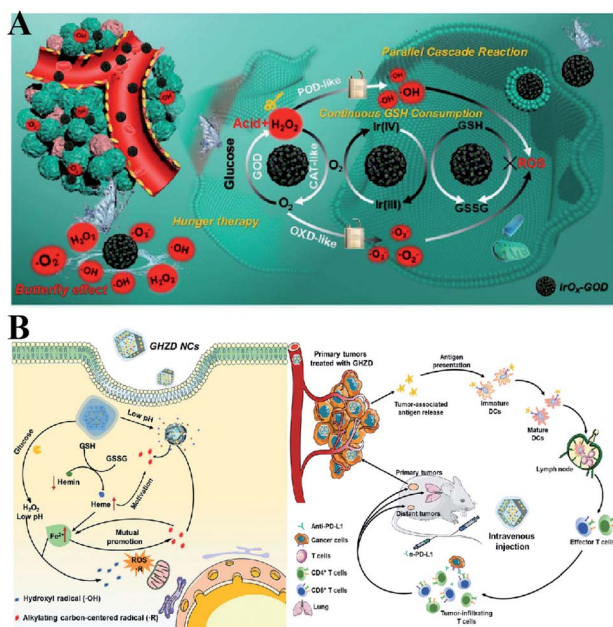 A
Parallel Cascade Reaction
POD-like
·OH
·OH
·OH
Continuous GSH Consumption
Acid+H₂O₂
Ir(IV)
GSH
Glucose
GOD
CAT-like
O₂
ROS
Ir(III)
GSSG
O₂
Hunger therapy
OXD-like
·O₂⁻
·O₂⁻
·O₂⁻
H₂O₂
·O₂⁻
·O₂⁻
·OH
·OH
·OH
H₂O₂
Butterfly effect
IrOx-GOD
B
GHZD NCs
Low pH
Glucose
GSH
GSSG
Hemin
Heme
Motivation
H₂O₂
Low pH
Fe²⁺
Mutual
promotion
ROS
·R
Hydroxyl radical (·OH)
Alkylating carbon-centered radical (·R)
Primary tumors
treated with GHZD
Tumor-associated
antigen release
Antigen
presentation
Immature
DCs
Mature
DCs
Lymph node
Primary tumors
Distant tumors
Intravenous
injection
α-PD-L1
Effector T cells
Tumor-infiltrating
T cells
Anti-PD-L1
Cancer cells
T cells
CD4⁺ T cells
CD8⁺ T cells
Lung